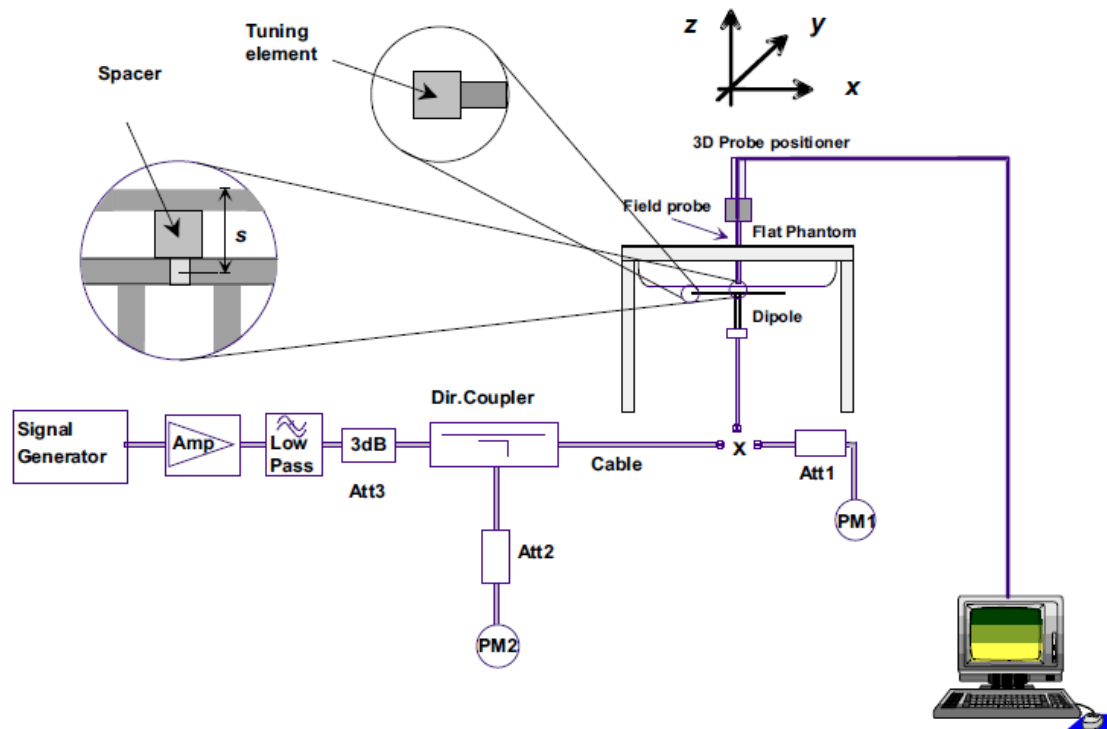 Tuning
element
z
y
x
Spacer
s
3D Probe positioner
Field probe
Flat Phantom
Dipole
Dir.Coupler
Signal
Generator
Amp
Low
Pass
3dB
Att3
Cable
X
Att1
PM1
Att2
PM2